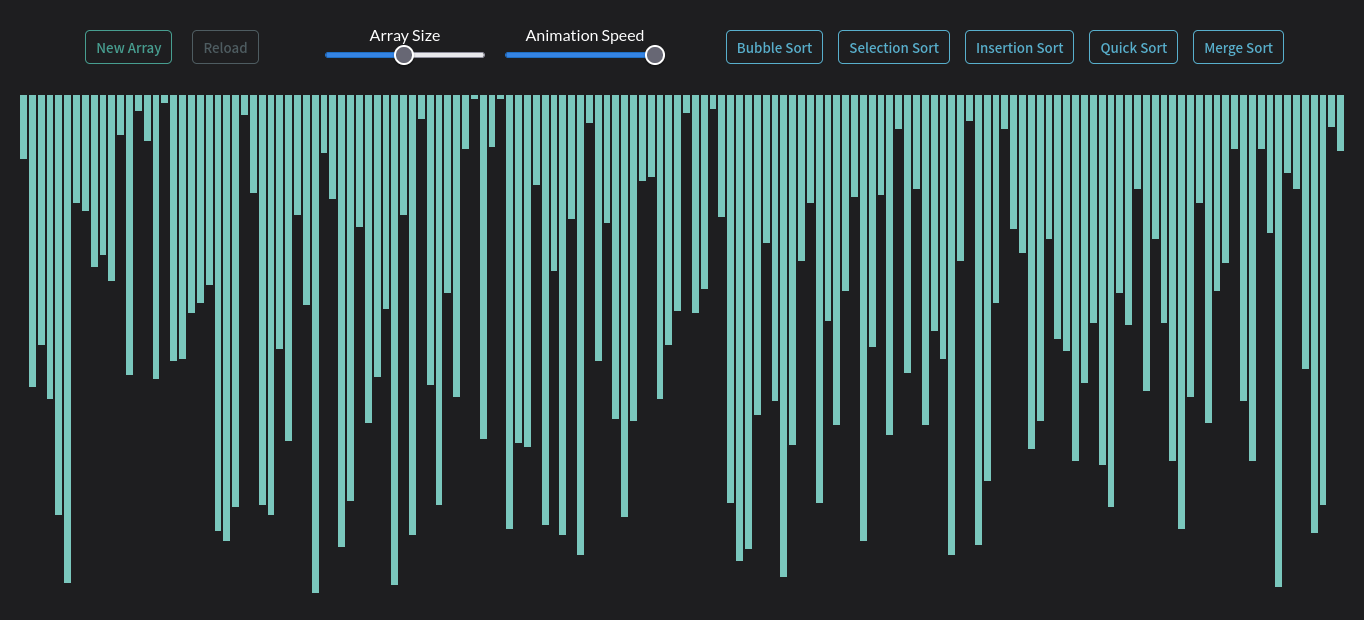 New Array
Reload
Array Size
Animation Speed
Bubble Sort
Selection Sort
Insertion Sort
Quick Sort
Merge Sort